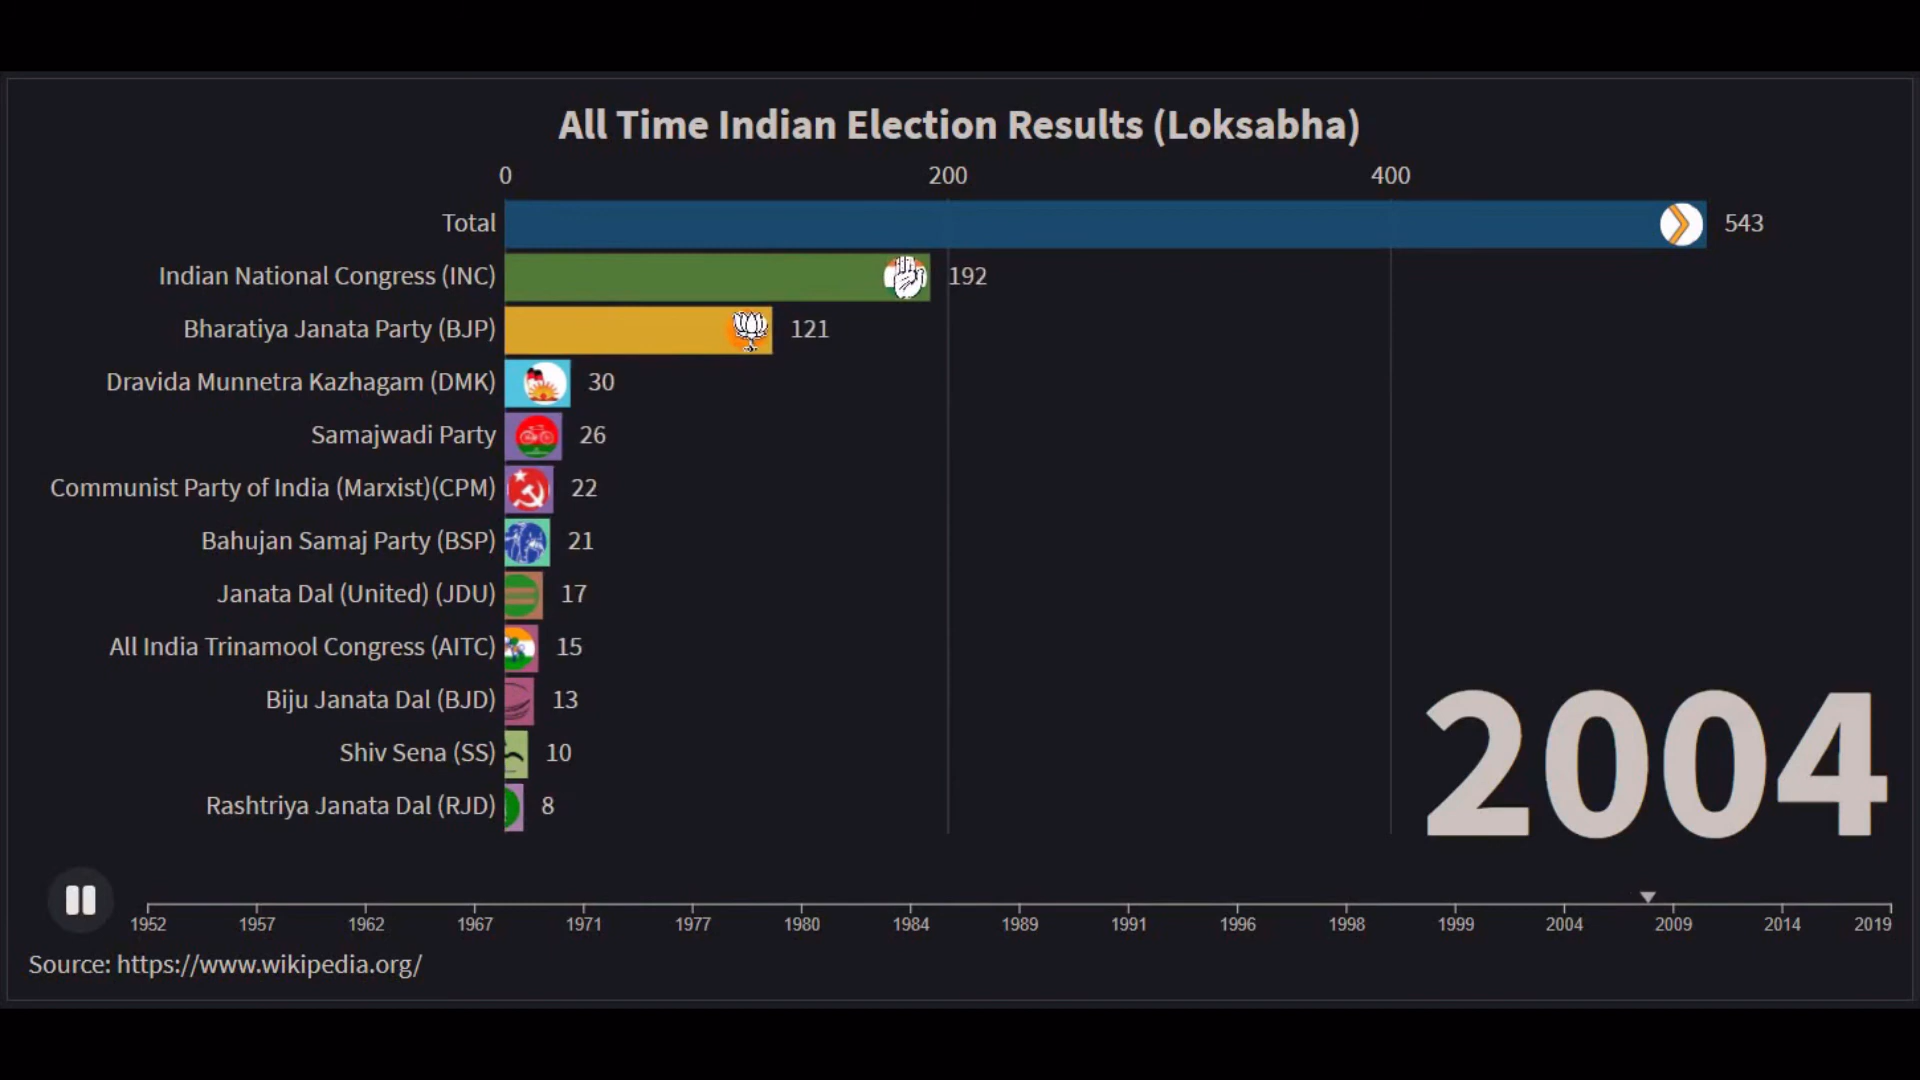 All Time Indian Election Results (Loksabha)
0 200 400
Total 543
Indian National Congress (INC) 192
Bharatiya Janata Party (BJP) 121
Dravida Munnetra Kazhagam (DMK) 30
Samajwadi Party 26
Communist Party of India (Marxist)(CPM) 22
Bahujan Samaj Party (BSP) 21
Janata Dal (United) (JDU) 17
All India Trinamool Congress (AITC) 15
Biju Janata Dal (BJD) 13
Shiv Sena (SS) 10
Rashtriya Janata Dal (RJD) 8
2004
1952 1957 1962 1967 1971 1977 1980 1984 1989 1991 1996 1998 1999 2004 2009 2014 2019
Source: https://www.wikipedia.org/